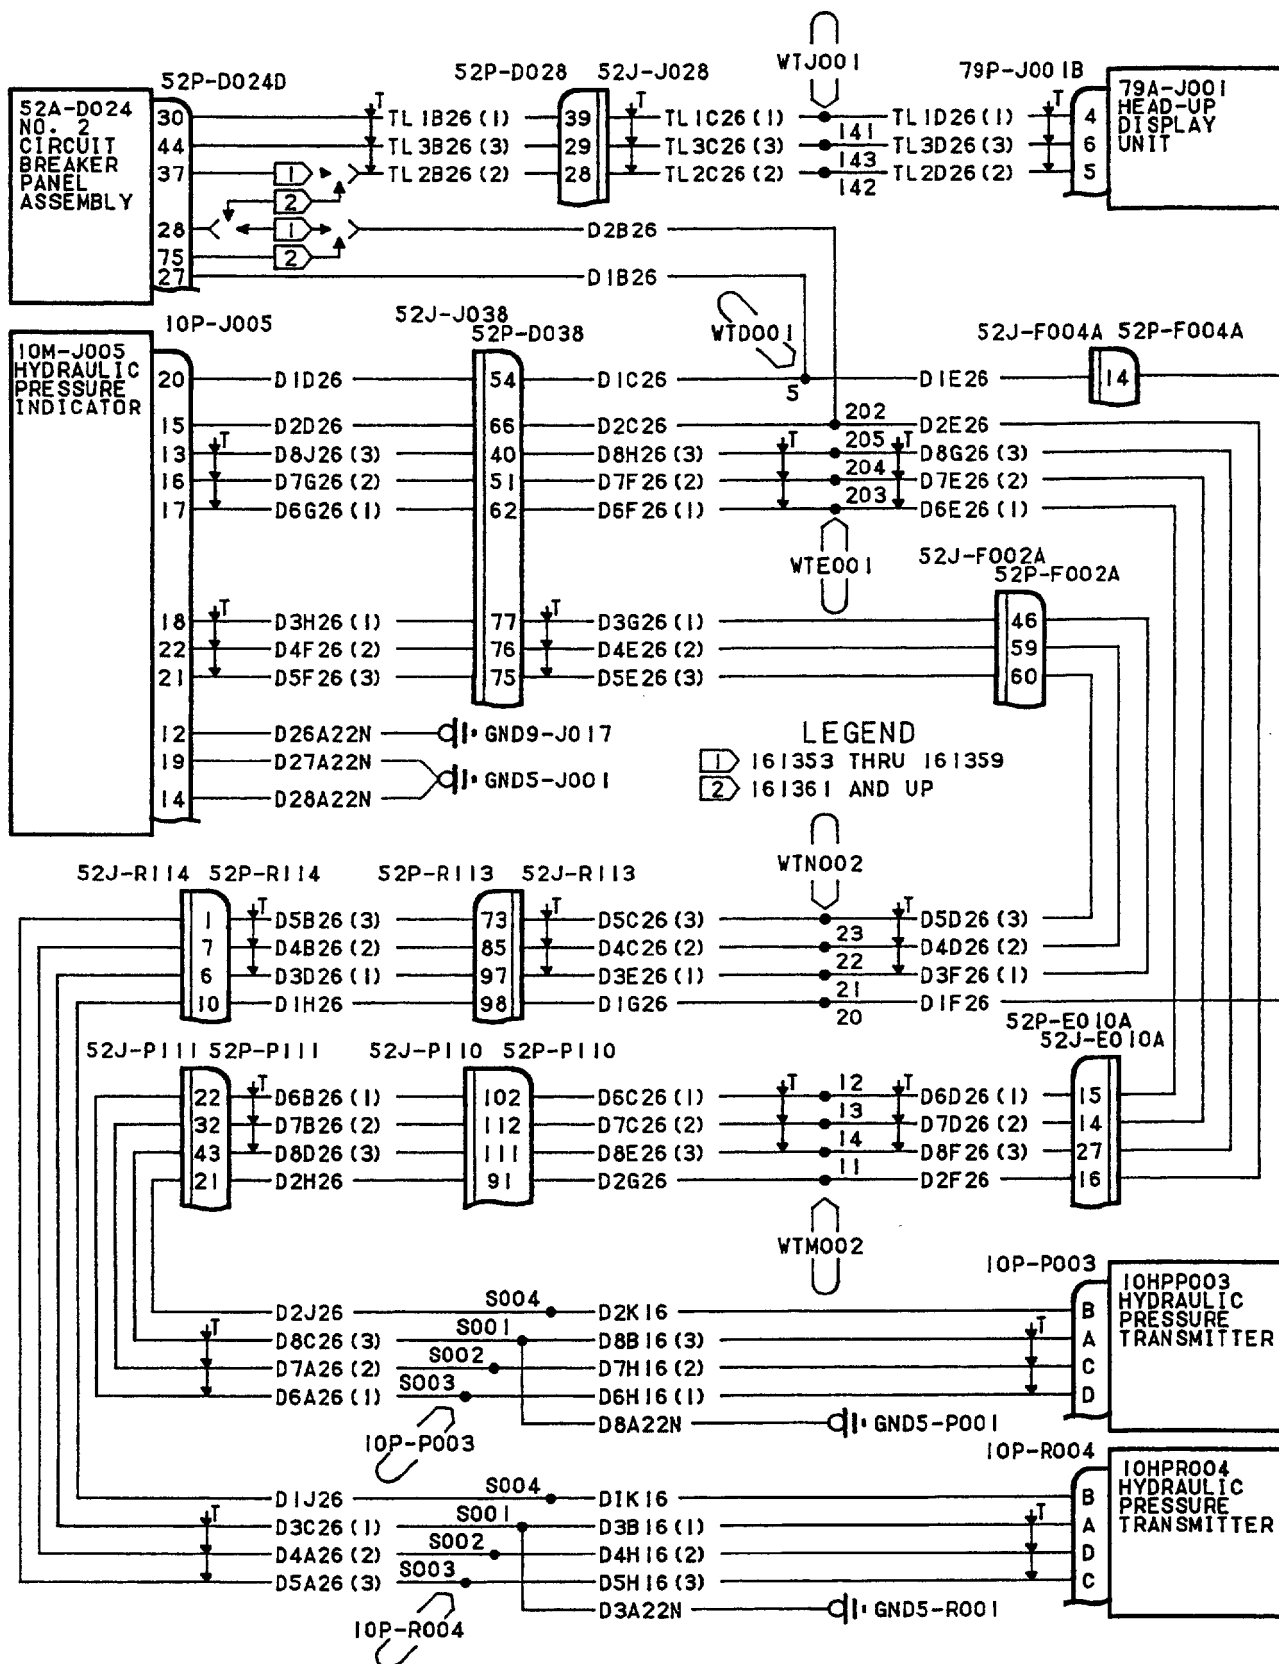 WTJ001
52P-D024D 52P-D028 52J-J028 79P-J001B
52A-D024
NO. 2
CIRCUIT
BREAKER
PANEL
ASSEMBLY
79A-J001
HEAD-UP
DISPLAY
UNIT
30 T TL1B26(1) 39 T TL1C26(1) TL1D26(1) T 4
141
44 TL3B26(3) 29 TL3C26(3) TL3D26(3) 6
143
37 1 TL2B26(2) 28 TL2C26(2) TL2D26(2) 5
142
2
28 1 D2B26
75 2
27 D1B26
10P-J005 52J-J038 52P-D038 WTD001 52J-F004A 52P-F004A
10M-J005
HYDRAULIC
PRESSURE
INDICATOR
20 D1D26 54 D1C26 5 D1E26 14
15 D2D26 66 D2C26 202 D2E26
13 T D8J26(3) 40 D8H26(3) T 205 T D8G26(3)
16 D7G26(2) 51 D7F26(2) 204 D7E26(2)
17 D6G26(1) 62 D6F26(1) 203 D6E26(1)
WTE001
52J-F002A
52P-F002A
18 T D3H26(1) 77 T D3G26(1) 46
22 D4F26(2) 76 D4E26(2) 59
21 D5F26(3) 75 D5E26(3) 60
12 D26A22N GND9-J017
19 D27A22N
GND5-J001
14 D28A22N
LEGEND
1 161353 THRU 161359
2 161361 AND UP
WTN002
52J-R114 52P-R114 52P-R113 52J-R113
1 T D5B26(3) 73 T D5C26(3) T D5D26(3)
23
7 D4B26(2) 85 D4C26(2) D4D26(2)
22
6 D3D26(1) 97 D3E26(1) D3F26(1)
21
10 D1H26 98 D1G26 D1F26
20
52P-E010A
52J-E010A
52J-P111 52P-P111 52J-P110 52P-P110
22 T D6B26(1) 102 D6C26(1) T 12 T D6D26(1) 15
32 D7B26(2) 112 D7C26(2) 13 D7D26(2) 14
43 D8D26(3) 111 D8E26(3) 14 D8F26(3) 27
21 D2H26 91 D2G26 11 D2F26 16
WTM002
10P-P003
10HPP003
HYDRAULIC
PRESSURE
TRANSMITTER
D2J26 S004 D2K16 B
T D8C26(3) S001 D8B16(3) T A
D7A26(2) S002 D7H16(2) C
D6A26(1) S003 D6H16(1) D
D8A22N GND5-P001
10P-P003
10P-R004
10HPR004
HYDRAULIC
PRESSURE
TRANSMITTER
D1J26 S004 D1K16 B
T D3C26(1) S001 D3B16(1) T A
D4A26(2) S002 D4H16(2) D
D5A26(3) S003 D5H16(3) C
D3A22N GND5-R001
10P-R004